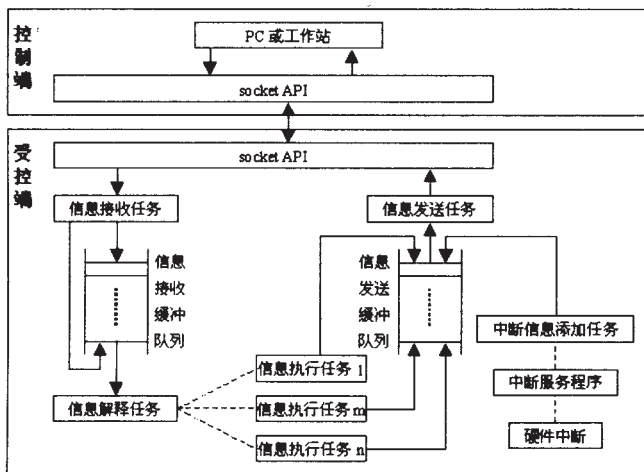 控制端
PC 或工作站
socket API
受控端
socket API
信息接收任务
信息发送任务
信息接收缓冲队列
信息发送缓冲队列
中断信息添加任务
信息执行任务 1
中断服务程序
信息解释任务
信息执行任务 m
硬件中断
信息执行任务 n